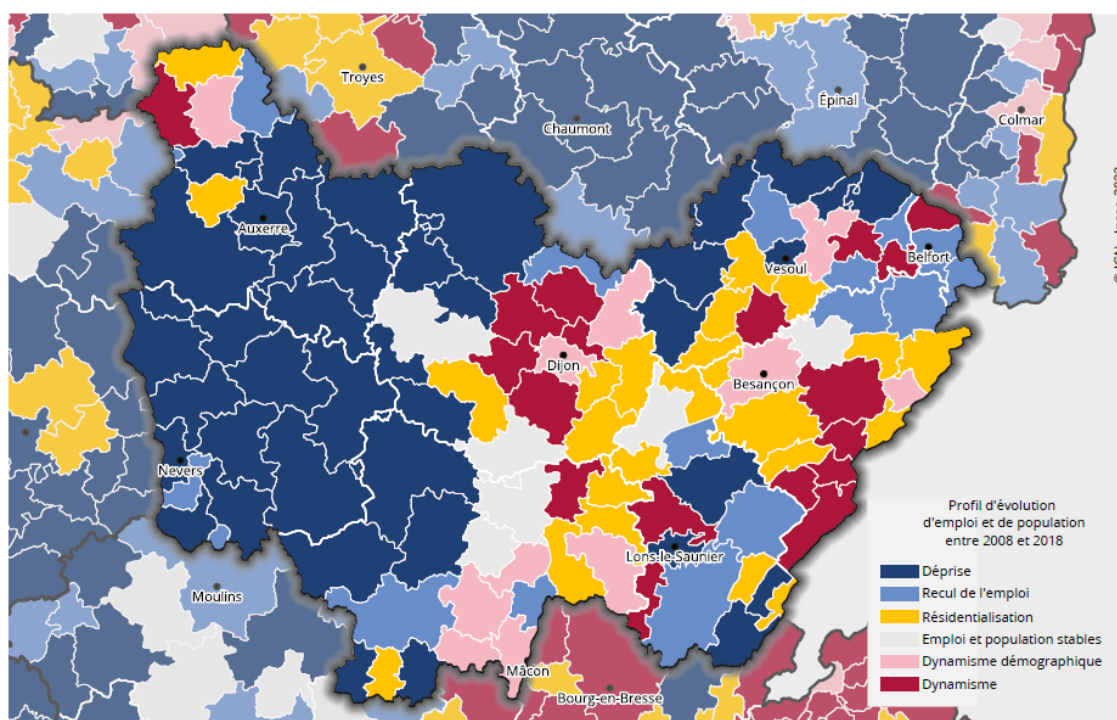 Troyes
Épinal
Chaumont
Colmar
Auxerre
Vesoul
Belfort
Dijon
Besançon
Nevers
Lons-le-Saunier
Moulins
Mâcon
Bourg-en-Bresse
Profil d'évolution
d'emploi et de population
entre 2008 et 2018
Déprise
Recul de l'emploi
Résidentialisation
Emploi et population stables
Dynamisme démographique
Dynamisme